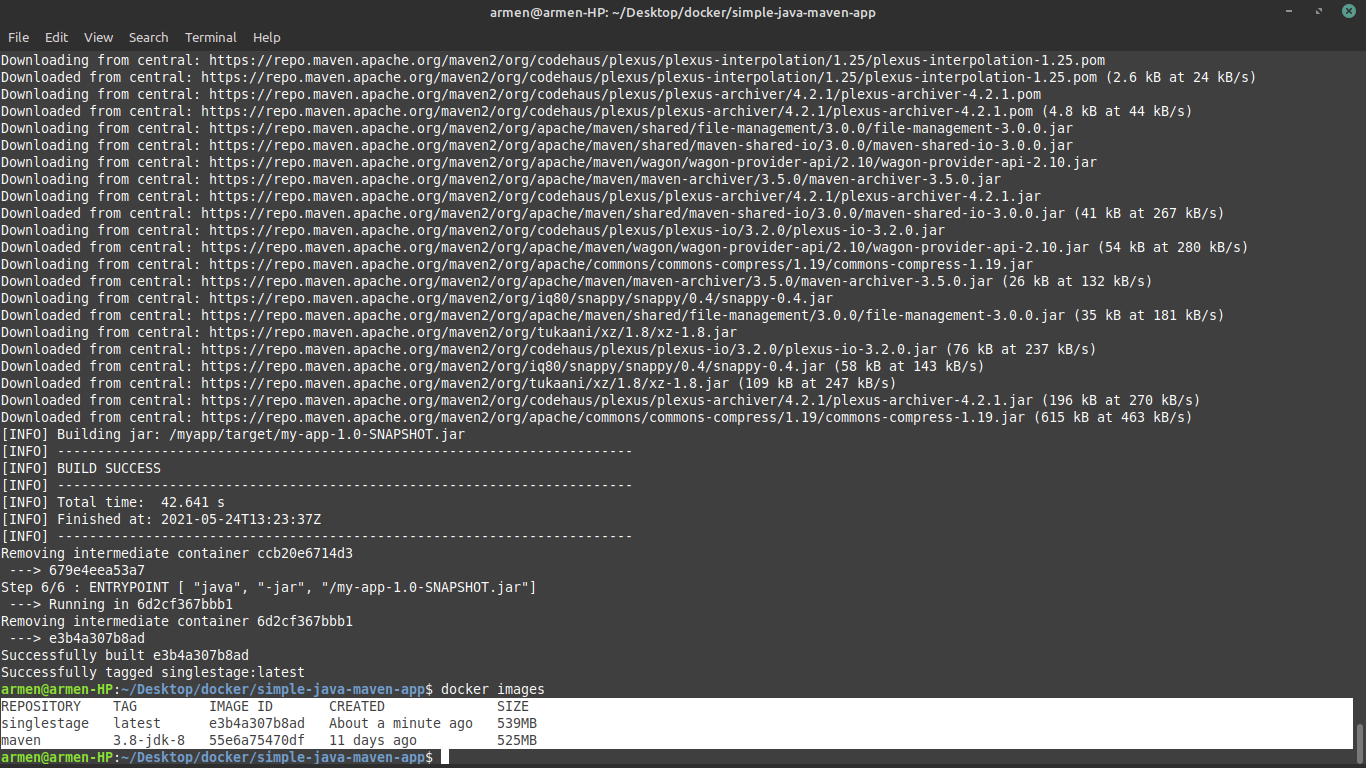 armen@armen-HP: ~/Desktop/docker/simple-java-maven-app
File Edit View Search Terminal Help
Downloading from central: https://repo.maven.apache.org/maven2/org/codehaus/plexus/plexus-interpolation/1.25/plexus-interpolation-1.25.pom
Downloaded from central: https://repo.maven.apache.org/maven2/org/codehaus/plexus/plexus-interpolation/1.25/plexus-interpolation-1.25.pom (2.6 kB at 24 kB/s)
Downloading from central: https://repo.maven.apache.org/maven2/org/codehaus/plexus/plexus-archiver/4.2.1/plexus-archiver-4.2.1.pom
Downloaded from central: https://repo.maven.apache.org/maven2/org/codehaus/plexus/plexus-archiver/4.2.1/plexus-archiver-4.2.1.pom (4.8 kB at 44 kB/s)
Downloading from central: https://repo.maven.apache.org/maven2/org/apache/maven/shared/file-management/3.0.0/file-management-3.0.0.jar
Downloading from central: https://repo.maven.apache.org/maven2/org/apache/maven/shared/maven-shared-io/3.0.0/maven-shared-io-3.0.0.jar
Downloading from central: https://repo.maven.apache.org/maven2/org/apache/maven/wagon/wagon-provider-api/2.10/wagon-provider-api-2.10.jar
Downloading from central: https://repo.maven.apache.org/maven2/org/apache/maven/maven-archiver/3.5.0/maven-archiver-3.5.0.jar
Downloading from central: https://repo.maven.apache.org/maven2/org/codehaus/plexus/plexus-archiver/4.2.1/plexus-archiver-4.2.1.jar
Downloaded from central: https://repo.maven.apache.org/maven2/org/apache/maven/shared/maven-shared-io/3.0.0/maven-shared-io-3.0.0.jar (41 kB at 267 kB/s)
Downloading from central: https://repo.maven.apache.org/maven2/org/codehaus/plexus/plexus-io/3.2.0/plexus-io-3.2.0.jar
Downloaded from central: https://repo.maven.apache.org/maven2/org/apache/maven/wagon/wagon-provider-api/2.10/wagon-provider-api-2.10.jar (54 kB at 280 kB/s)
Downloading from central: https://repo.maven.apache.org/maven2/org/apache/commons/commons-compress/1.19/commons-compress-1.19.jar
Downloaded from central: https://repo.maven.apache.org/maven2/org/apache/maven/maven-archiver/3.5.0/maven-archiver-3.5.0.jar (26 kB at 132 kB/s)
Downloading from central: https://repo.maven.apache.org/maven2/org/iq80/snappy/snappy/0.4/snappy-0.4.jar
Downloaded from central: https://repo.maven.apache.org/maven2/org/apache/maven/shared/file-management/3.0.0/file-management-3.0.0.jar (35 kB at 181 kB/s)
Downloading from central: https://repo.maven.apache.org/maven2/org/tukaani/xz/1.8/xz-1.8.jar
Downloaded from central: https://repo.maven.apache.org/maven2/org/codehaus/plexus/plexus-io/3.2.0/plexus-io-3.2.0.jar (76 kB at 237 kB/s)
Downloaded from central: https://repo.maven.apache.org/maven2/org/iq80/snappy/snappy/0.4/snappy-0.4.jar (58 kB at 143 kB/s)
Downloaded from central: https://repo.maven.apache.org/maven2/org/tukaani/xz/1.8/xz-1.8.jar (109 kB at 247 kB/s)
Downloaded from central: https://repo.maven.apache.org/maven2/org/codehaus/plexus/plexus-archiver/4.2.1/plexus-archiver-4.2.1.jar (196 kB at 270 kB/s)
Downloaded from central: https://repo.maven.apache.org/maven2/org/apache/commons/commons-compress/1.19/commons-compress-1.19.jar (615 kB at 463 kB/s)
[INFO] Building jar: /myapp/target/my-app-1.0-SNAPSHOT.jar
[INFO] ------------------------------------------------------------------------
[INFO] BUILD SUCCESS
[INFO] ------------------------------------------------------------------------
[INFO] Total time:  42.641 s
[INFO] Finished at: 2021-05-24T13:23:37Z
[INFO] ------------------------------------------------------------------------
Removing intermediate container ccb20e6714d3
 ---> 679e4eea53a7
Step 6/6 : ENTRYPOINT [ "java", "-jar", "/my-app-1.0-SNAPSHOT.jar"]
 ---> Running in 6d2cf367bbb1
Removing intermediate container 6d2cf367bbb1
 ---> e3b4a307b8ad
Successfully built e3b4a307b8ad
Successfully tagged singlestage:latest
armen@armen-HP:~/Desktop/docker/simple-java-maven-app$ docker images
REPOSITORY    TAG         IMAGE ID       CREATED              SIZE
singlestage   latest      e3b4a307b8ad   About a minute ago   539MB
maven         3.8-jdk-8   55e6a75470df   11 days ago          525MB
armen@armen-HP:~/Desktop/docker/simple-java-maven-app$